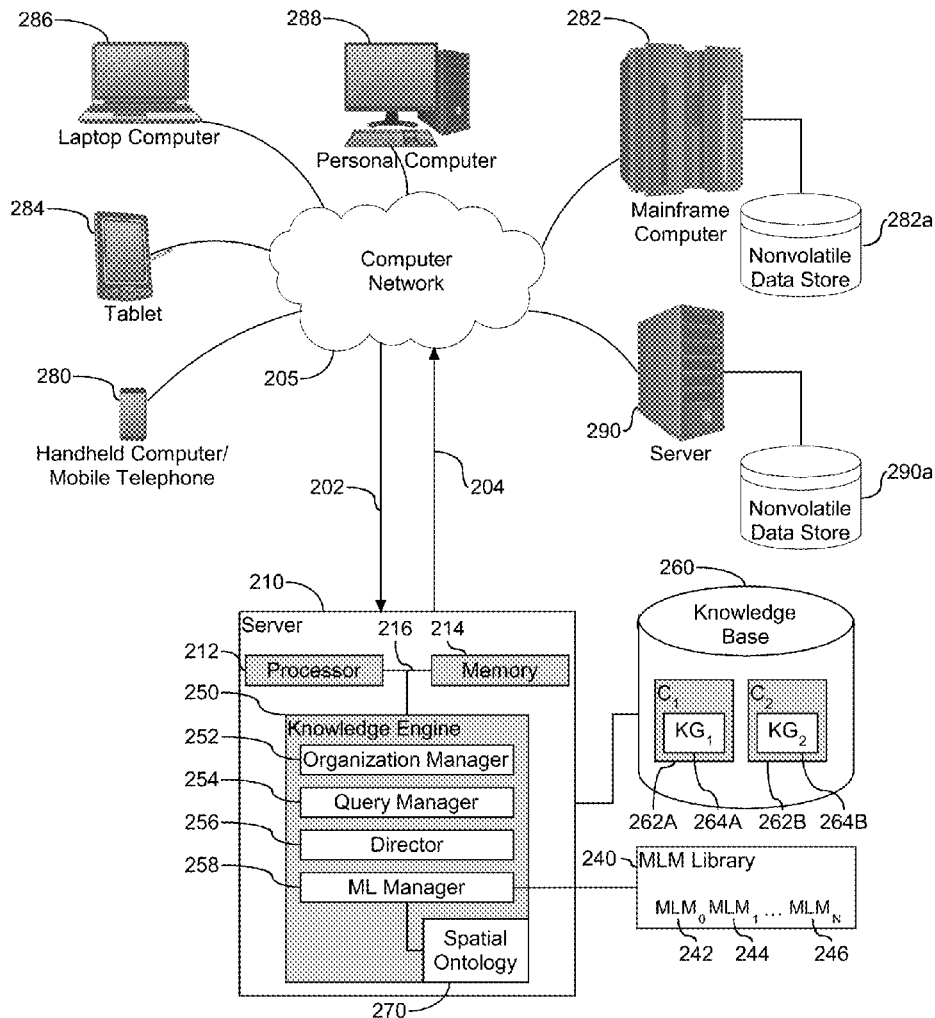 286
288
282
Laptop Computer
Personal Computer
284
Mainframe
Computer
282a
Nonvolatile
Data Store
Computer
Network
Tablet
280
205
290
Server
Handheld Computer/
Mobile Telephone
202
204
290a
Nonvolatile
Data Store
210
260
Server
216
214
Knowledge
Base
212
Processor
Memory
250
Knowledge Engine
C1
C2
KG1
KG2
252
Organization Manager
254
Query Manager
262A
264A
262B
264B
256
Director
240
MLM Library
258
ML Manager
MLM0 MLM1 ... MLMN
242
244
246
Spatial
Ontology
270